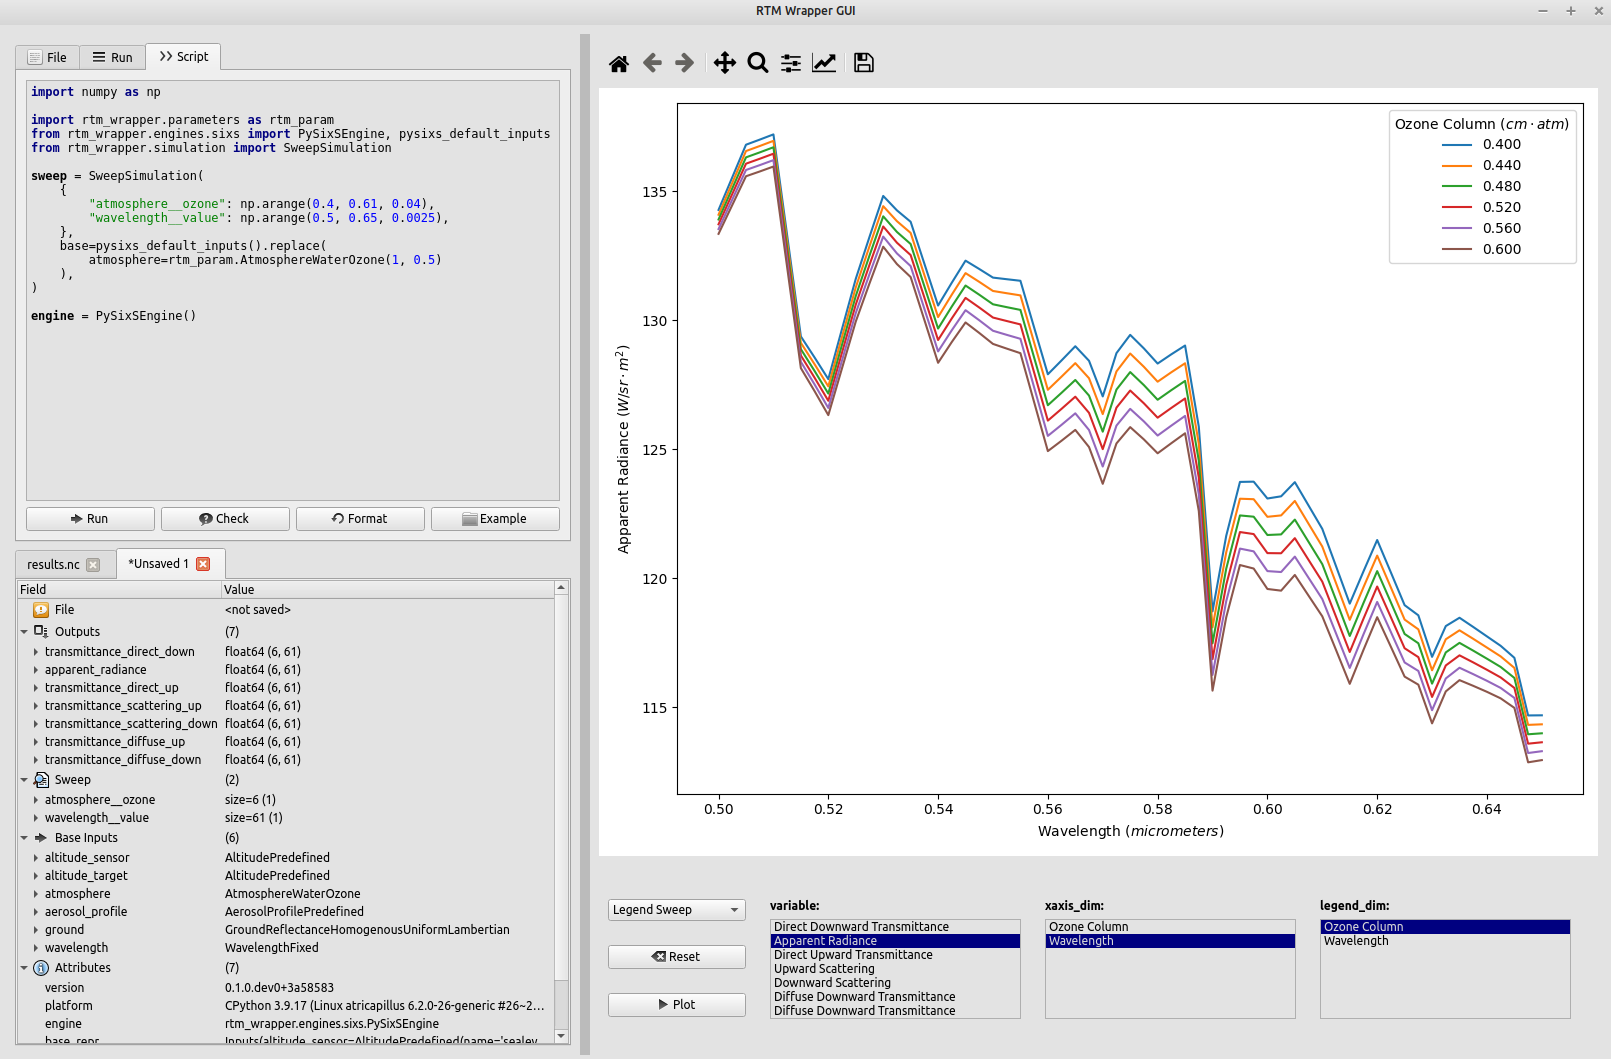 RTM Wrapper GUI
File
Run
Script
import numpy as np
import rtm_wrapper.parameters as rtm_param
from rtm_wrapper.engines.sixs import PySixSEngine, pysixs_default_inputs
from rtm_wrapper.simulation import SweepSimulation
sweep = SweepSimulation(
{
"atmosphere__ozone": np.arange(0.4, 0.61, 0.04),
"wavelength__value": np.arange(0.5, 0.65, 0.0025),
},
base=pysixs_default_inputs().replace(
atmosphere=rtm_param.AtmosphereWaterOzone(1, 0.5)
),
)
engine = PySixSEngine()
Run
Check
Format
Example
results.nc
*Unsaved 1
Field Value
File <not saved>
Outputs (7)
transmittance_direct_down float64 (6, 61)
apparent_radiance float64 (6, 61)
transmittance_direct_up float64 (6, 61)
transmittance_scattering_up float64 (6, 61)
transmittance_scattering_down float64 (6, 61)
transmittance_diffuse_up float64 (6, 61)
transmittance_diffuse_down float64 (6, 61)
Sweep (2)
atmosphere__ozone size=6 (1)
wavelength__value size=61 (1)
Base Inputs (6)
altitude_sensor AltitudePredefined
altitude_target AltitudePredefined
atmosphere AtmosphereWaterOzone
aerosol_profile AerosolProfilePredefined
ground GroundReflectanceHomogenousUniformLambertian
wavelength WavelengthFixed
Attributes (7)
version 0.1.0.dev0+3a58583
platform CPython 3.9.17 (Linux atricapillus 6.2.0-26-generic #26~2...
engine rtm_wrapper.engines.sixs.PySixSEngine
base_repr Inputs(altitude_sensor=AltitudePredefined(name='sealev
Ozone Column (cm · atm)
0.400
0.440
0.480
0.520
0.560
0.600
Apparent Radiance (W/sr · m²)
135
130
125
120
115
0.50 0.52 0.54 0.56 0.58 0.60 0.62 0.64
Wavelength (micrometers)
Legend Sweep
Reset
Plot
variable:
Direct Downward Transmittance
Apparent Radiance
Direct Upward Transmittance
Upward Scattering
Downward Scattering
Diffuse Downward Transmittance
Diffuse Downward Transmittance
xaxis_dim:
Ozone Column
Wavelength
legend_dim:
Ozone Column
Wavelength